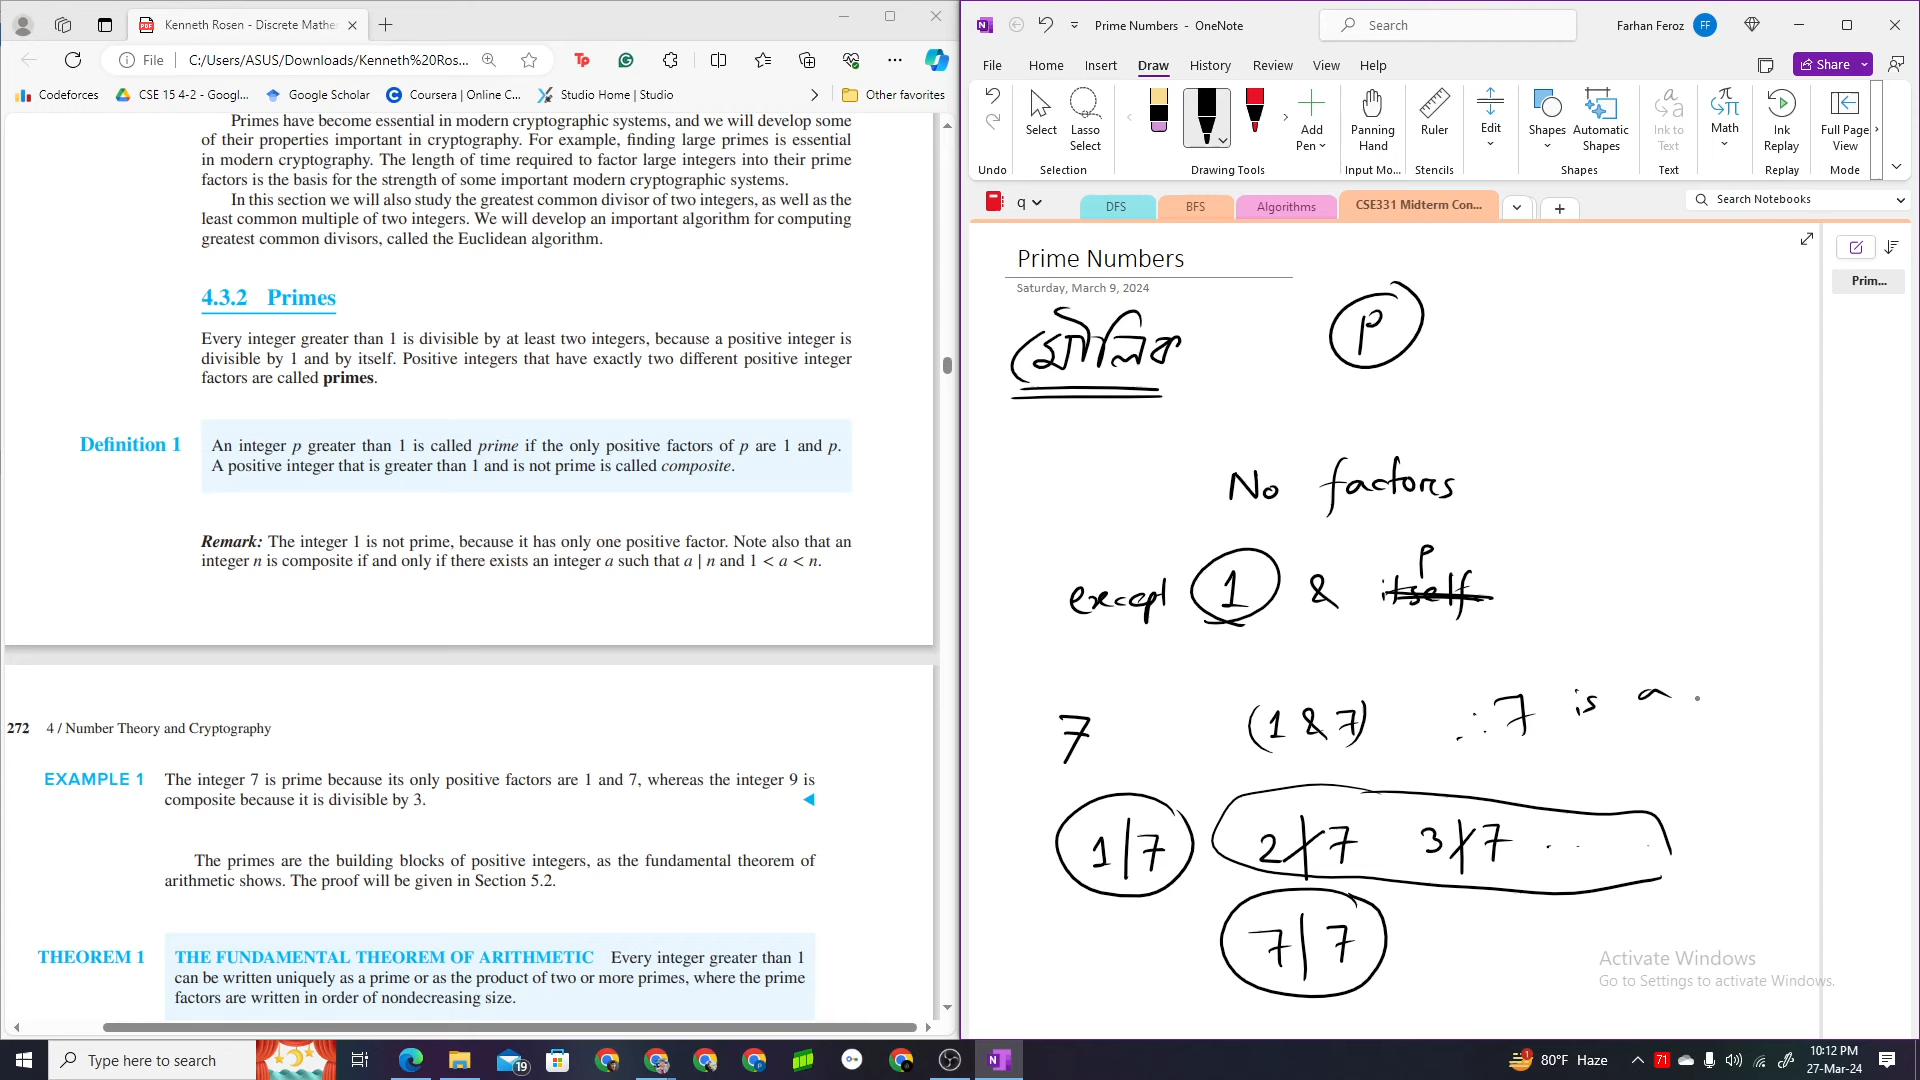 Kenneth Rosen - Discrete Mathe
File
C:/Users/ASUS/Downloads/Kenneth%20Ros...
Codeforces
CSE 15 4-2 - Googl...
Google Scholar
Coursera | Online C...
Studio Home | Studio
Other favorites
Primes have become essential in modern cryptographic systems, and we will develop some
of their properties important in cryptography. For example, finding large primes is essential
in modern cryptography. The length of time required to factor large integers into their prime
factors is the basis for the strength of some important modern cryptographic systems.
In this section we will also study the greatest common divisor of two integers, as well as the
least common multiple of two integers. We will develop an important algorithm for computing
greatest common divisors, called the Euclidean algorithm.
4.3.2 Primes
Every integer greater than 1 is divisible by at least two integers, because a positive integer is
divisible by 1 and by itself. Positive integers that have exactly two different positive integer
factors are called primes.
Definition 1
An integer p greater than 1 is called prime if the only positive factors of p are 1 and p.
A positive integer that is greater than 1 and is not prime is called composite.
Remark: The integer 1 is not prime, because it has only one positive factor. Note also that an
integer n is composite if and only if there exists an integer a such that a | n and 1 < a < n.
272 4 / Number Theory and Cryptography
EXAMPLE 1
The integer 7 is prime because its only positive factors are 1 and 7, whereas the integer 9 is
composite because it is divisible by 3.
The primes are the building blocks of positive integers, as the fundamental theorem of
arithmetic shows. The proof will be given in Section 5.2.
THEOREM 1
THE FUNDAMENTAL THEOREM OF ARITHMETIC Every integer greater than 1
can be written uniquely as a prime or as the product of two or more primes, where the prime
factors are written in order of nondecreasing size.
Prime Numbers - OneNote
Search
Farhan Feroz
FF
File Home Insert Draw History Review View Help
Share
Select
Lasso
Select
Add
Pen
Panning
Hand
Ruler
Edit
Shapes
Automatic
Shapes
Ink to
Text
Math
Ink
Replay
Full Page
View
Undo
Selection
Drawing Tools
Input Mo...
Stencils
Shapes
Text
Replay
Mode
q
DFS
BFS
Algorithms
CSE331 Midterm Con...
Search Notebooks
Prim...
Prime Numbers
Saturday, March 9, 2024
মৌলিক
P
No factors
except 1 & itself
P
7 (1 & 7) ∴ 7 is a
1|7 2∤7 3∤7 ...
7|7
Activate Windows
Go to Settings to activate Windows.
Type here to search
19
80°F Haze
71
10:12 PM
27-Mar-24